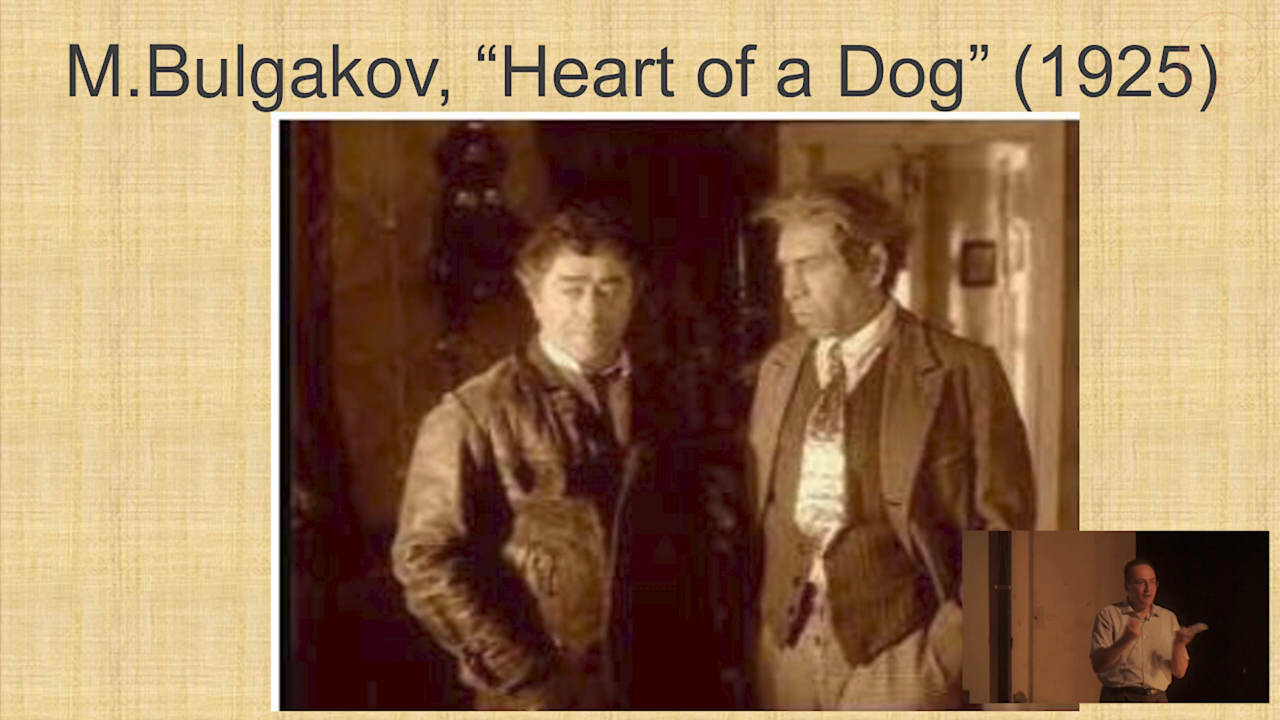 M.Bulgakov, “Heart of a Dog” (1925)